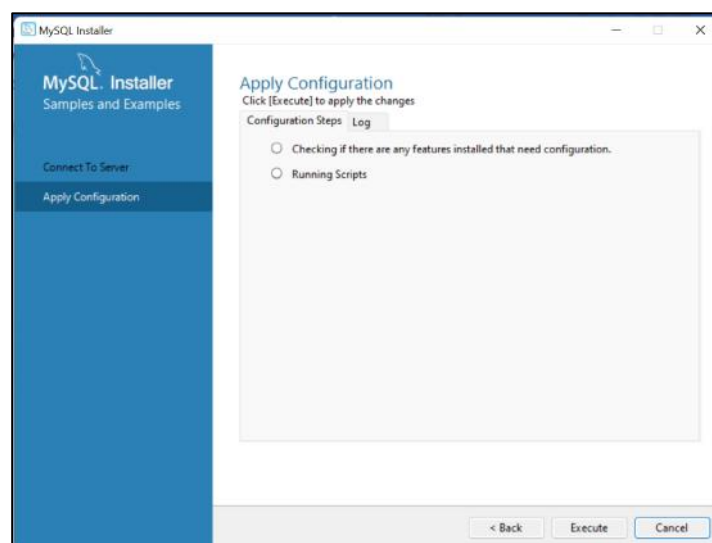 MySQL Installer
MySQL. Installer
Samples and Examples
Connect To Server
Apply Configuration
Apply Configuration
Click [Execute] to apply the changes
Configuration Steps Log
Checking if there are any features installed that need configuration.
Running Scripts
< Back Execute Cancel